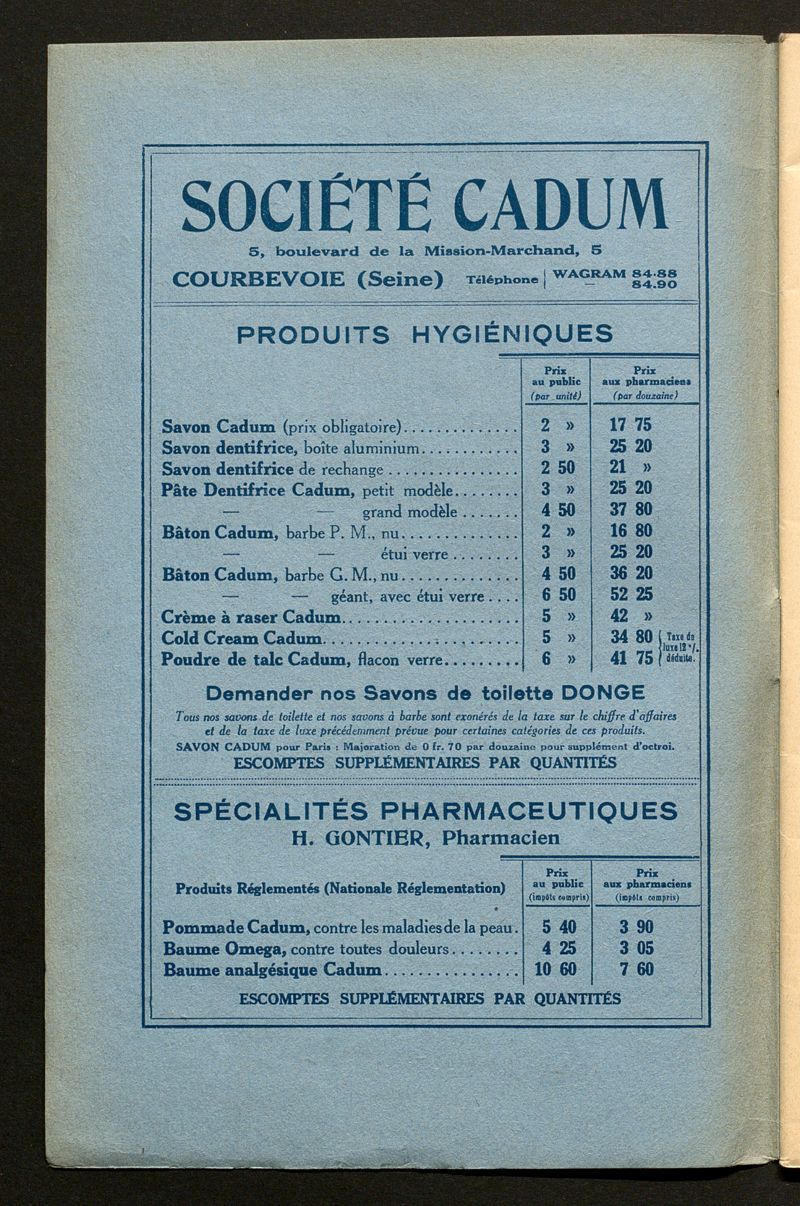 SOCIÉTÉ CADUM
5, boulevard de la Mission-Marchand, 5
COURBEVOIE (Seine) Téléphone | WAGRAM 84.88
— 84.90
PRODUITS HYGIÉNIQUES
Prix au public (par unité) Prix aux pharmaciens (par douzaine)
Savon Cadum (prix obligatoire).............. 2 » 17 75
Savon dentifrice, boîte aluminium............ 3 » 25 20
Savon dentifrice de rechange ................ 2 50 21 »
Pâte Dentifrice Cadum, petit modèle........ 3 » 25 20
— — grand modèle ....... 4 50 37 80
Bâton Cadum, barbe P. M., nu.............. 2 » 16 80
— — étui verre ........ 3 » 25 20
Bâton Cadum, barbe G. M., nu.............. 4 50 36 20
— — géant, avec étui verre .... 6 50 52 25
Crème à raser Cadum...................... 5 » 42 »
Cold Cream Cadum........................ 5 » 34 80 Taxe de
luxe 12 %
Poudre de talc Cadum, flacon verre......... 6 » 41 75 déduite.
Demander nos Savons de toilette DONGE
Tous nos savons de toilette et nos savons à barbe sont exonérés de la taxe sur le chiffre d'affaires
et de la taxe de luxe précédemment prévue pour certaines catégories de ces produits.
SAVON CADUM pour Paris : Majoration de 0 fr. 70 par douzaine pour supplément d'octroi.
ESCOMPTES SUPPLÉMENTAIRES PAR QUANTITÉS
SPÉCIALITÉS PHARMACEUTIQUES
H. GONTIER, Pharmacien
Produits Réglementés (Nationale Réglementation) Prix au public (impôts compris) Prix aux pharmaciens (impôts compris)
Pommade Cadum, contre les maladies de la peau. 5 40 3 90
Baume Omega, contre toutes douleurs........ 4 25 3 05
Baume analgésique Cadum................ 10 60 7 60
ESCOMPTES SUPPLÉMENTAIRES PAR QUANTITÉS